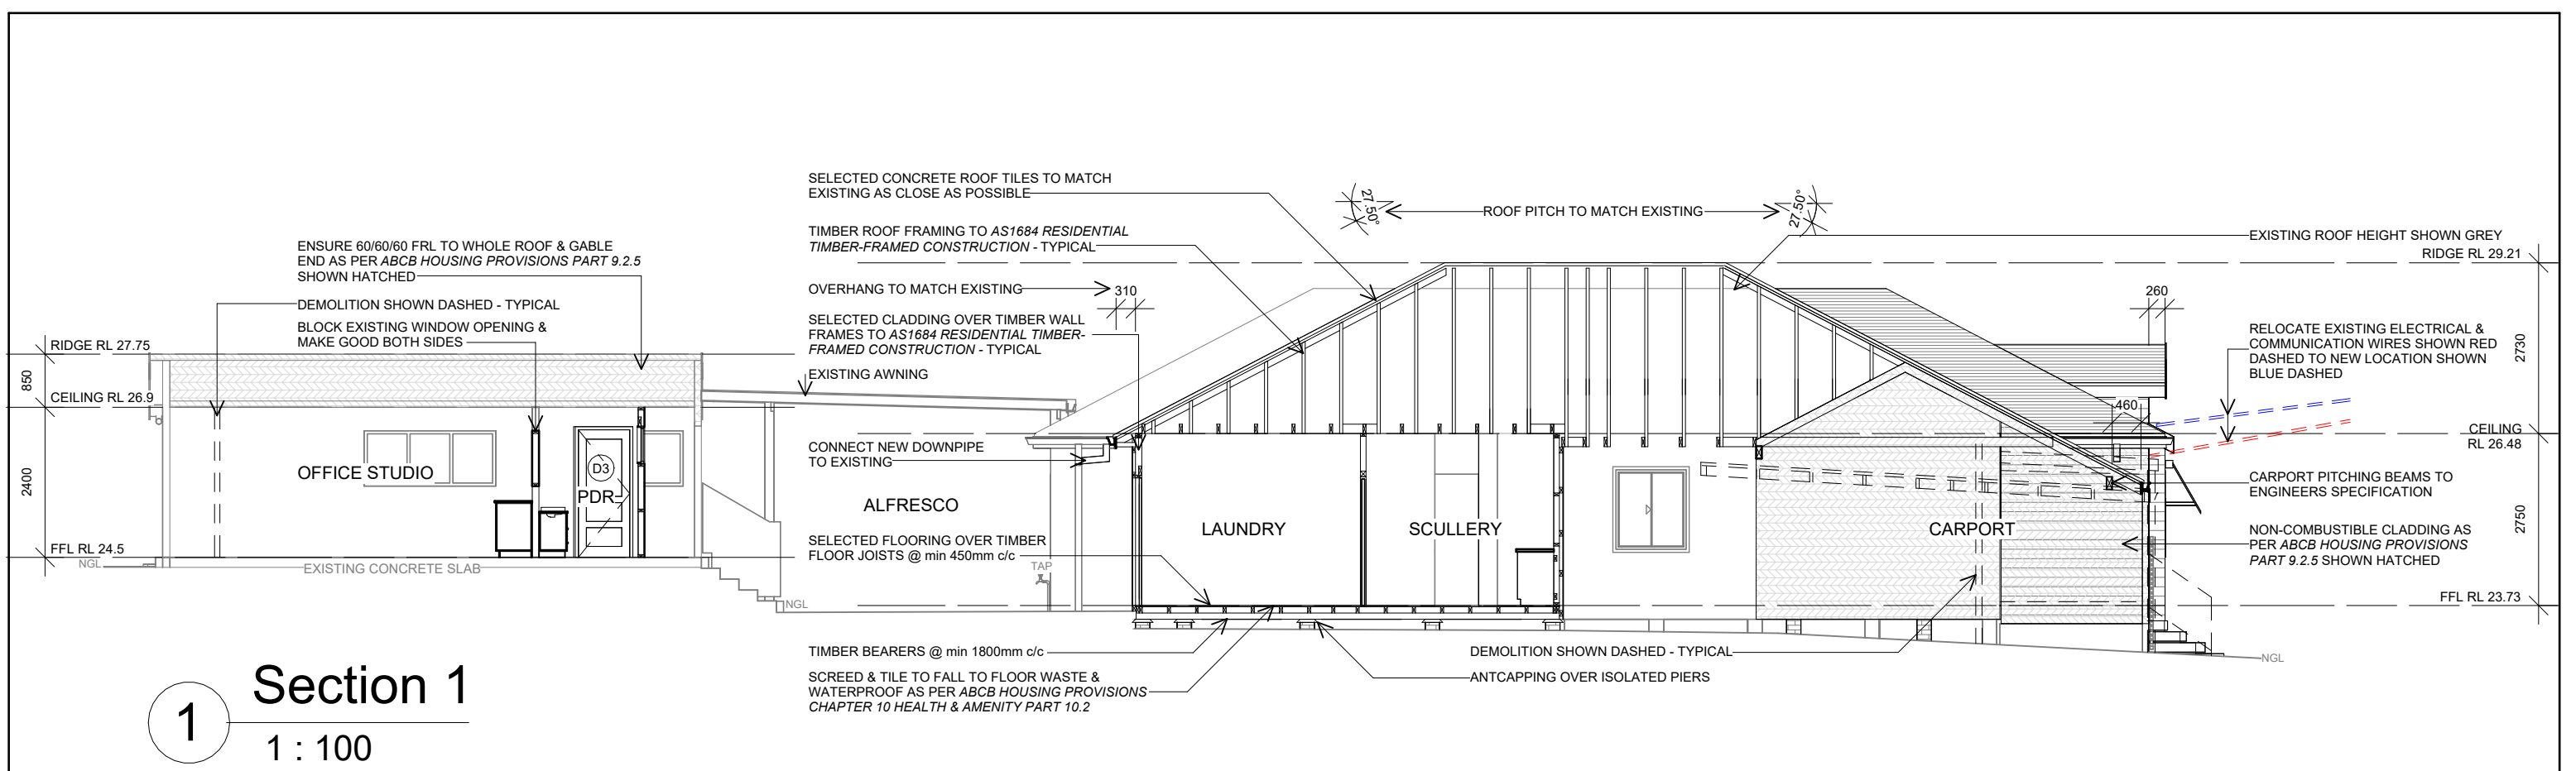 SELECTED CONCRETE ROOF TILES TO MATCH
EXISTING AS CLOSE AS POSSIBLE
27.50°
ROOF PITCH TO MATCH EXISTING
27.50°
TIMBER ROOF FRAMING TO AS1684 RESIDENTIAL
TIMBER-FRAMED CONSTRUCTION - TYPICAL
EXISTING ROOF HEIGHT SHOWN GREY
RIDGE RL 29.21
ENSURE 60/60/60 FRL TO WHOLE ROOF & GABLE
END AS PER ABCB HOUSING PROVISIONS PART 9.2.5
SHOWN HATCHED
DEMOLITION SHOWN DASHED - TYPICAL
BLOCK EXISTING WINDOW OPENING &
MAKE GOOD BOTH SIDES
OVERHANG TO MATCH EXISTING
310
260
SELECTED CLADDING OVER TIMBER WALL
FRAMES TO AS1684 RESIDENTIAL TIMBER-
FRAMED CONSTRUCTION - TYPICAL
EXISTING AWNING
RELOCATE EXISTING ELECTRICAL &
COMMUNICATION WIRES SHOWN RED
DASHED TO NEW LOCATION SHOWN
BLUE DASHED
2730
RIDGE RL 27.75
850
CEILING RL 26.9
460
CEILING
RL 26.48
CONNECT NEW DOWNPIPE
TO EXISTING
OFFICE STUDIO
D3
PDR
2400
ALFRESCO
LAUNDRY
SCULLERY
CARPORT
CARPORT PITCHING BEAMS TO
ENGINEERS SPECIFICATION
2750
NON-COMBUSTIBLE CLADDING AS
PER ABCB HOUSING PROVISIONS
PART 9.2.5 SHOWN HATCHED
SELECTED FLOORING OVER TIMBER
FLOOR JOISTS @ min 450mm c/c
FFL RL 24.5
NGL
EXISTING CONCRETE SLAB
TAP
NGL
FFL RL 23.73
TIMBER BEARERS @ min 1800mm c/c
DEMOLITION SHOWN DASHED - TYPICAL
NGL
SCREED & TILE TO FALL TO FLOOR WASTE &
WATERPROOF AS PER ABCB HOUSING PROVISIONS
CHAPTER 10 HEALTH & AMENITY PART 10.2
ANTCAPPING OVER ISOLATED PIERS
1
Section 1
1 : 100